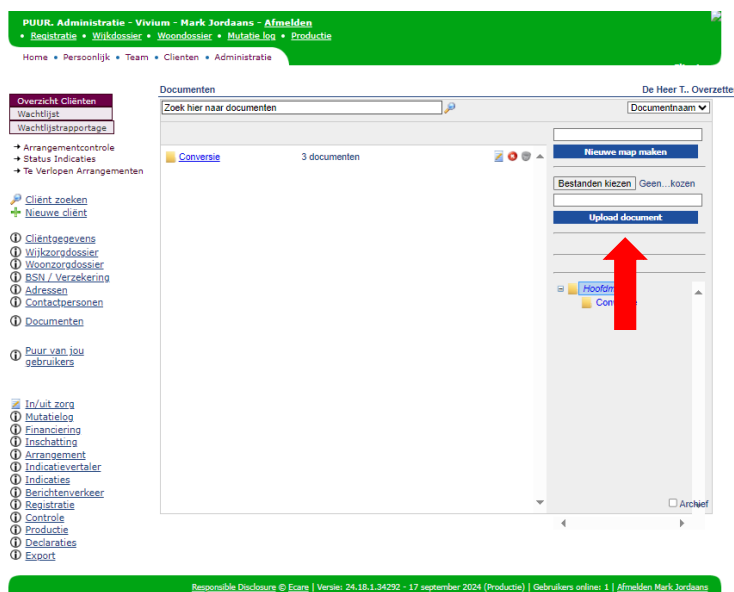 PUUR. Administratie - Vivium - Mark Jordaans - Afmelden
• Registratie • Wijkdossier • Woondossier • Mutatie log • Productie
Home • Persoonlijk • Team • Clienten • Administratie
Documenten De Heer T.. Overzette
Overzicht Cliënten
Wachtlijst
Wachtlijstrapportage
Arrangementcontrole
Status Indicaties
Te Verlopen Arrangementen
Cliënt zoeken
Nieuwe cliënt
Cliëntgegevens
Wijkzorgdossier
Woonzorgdossier
BSN / Verzekering
Adressen
Contactpersonen
Documenten
Puur van jou
gebruikers
In/uit zorg
Mutatielog
Financiering
Inschatting
Arrangement
Indicatievertaler
Indicaties
Berichtenverkeer
Registratie
Controle
Productie
Declaraties
Export
Zoek hier naar documenten Documentnaam
Conversie 3 documenten
Nieuwe map maken
Bestanden kiezen Geen...kozen
Upload document
Archief
Responsible Disclosure © Ecare | Versie: 24.18.1.34292 - 17 september 2024 (Productie) | Gebruikers online: 1 | Afmelden Mark Jordaans